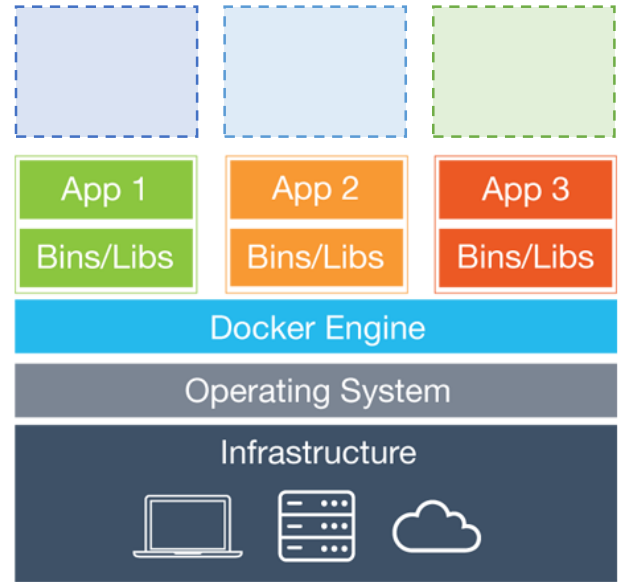 App 1
App 2
App 3
Bins/Libs
Bins/Libs
Bins/Libs
Docker Engine
Operating System
Infrastructure